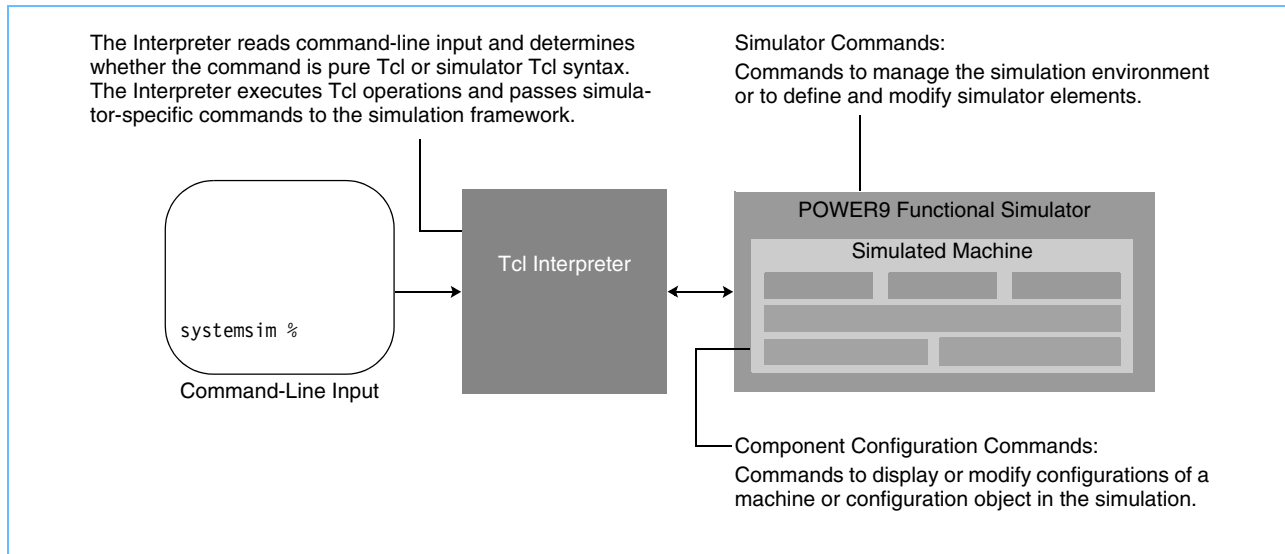 The Interpreter reads command-line input and determines
whether the command is pure Tcl or simulator Tcl syntax.
The Interpreter executes Tcl operations and passes simula-
tor-specific commands to the simulation framework.
Simulator Commands:
Commands to manage the simulation environment
or to define and modify simulator elements.
systemsim %
Command-Line Input
Tcl Interpreter
POWER9 Functional Simulator
Simulated Machine
Component Configuration Commands:
Commands to display or modify configurations of a
machine or configuration object in the simulation.